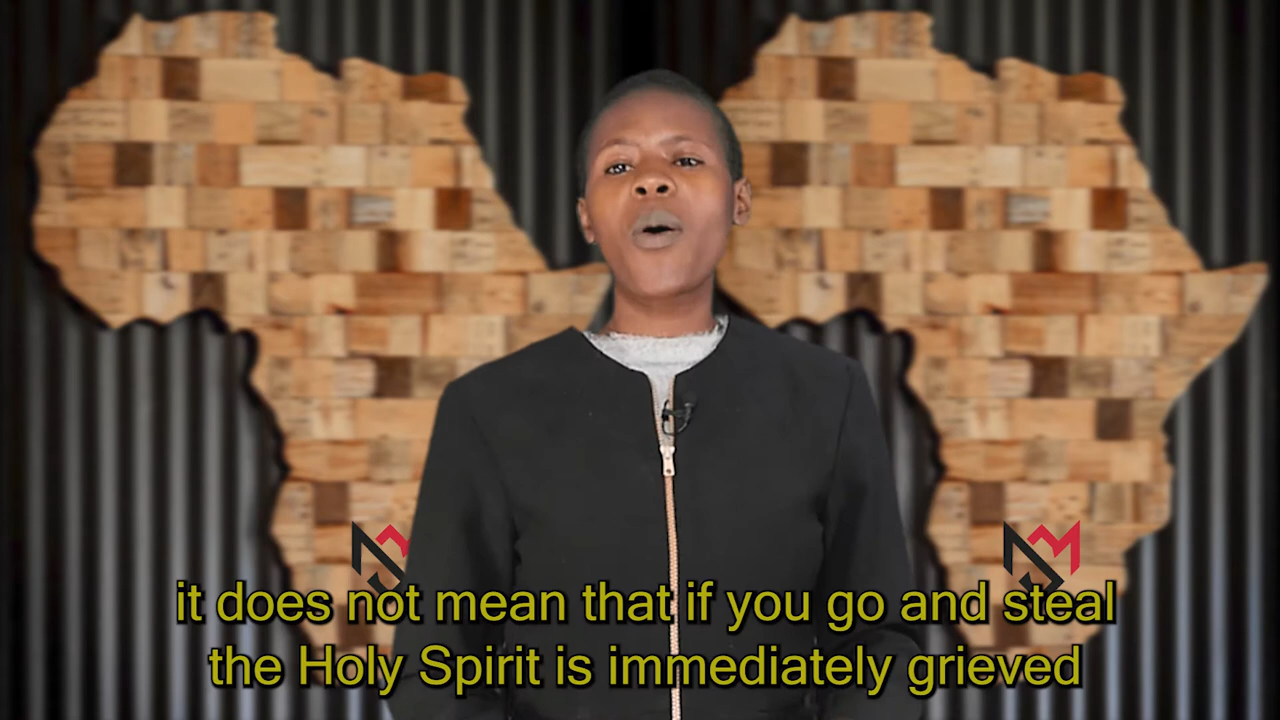 it does not mean that if you go and steal
the Holy Spirit is immediately grieved